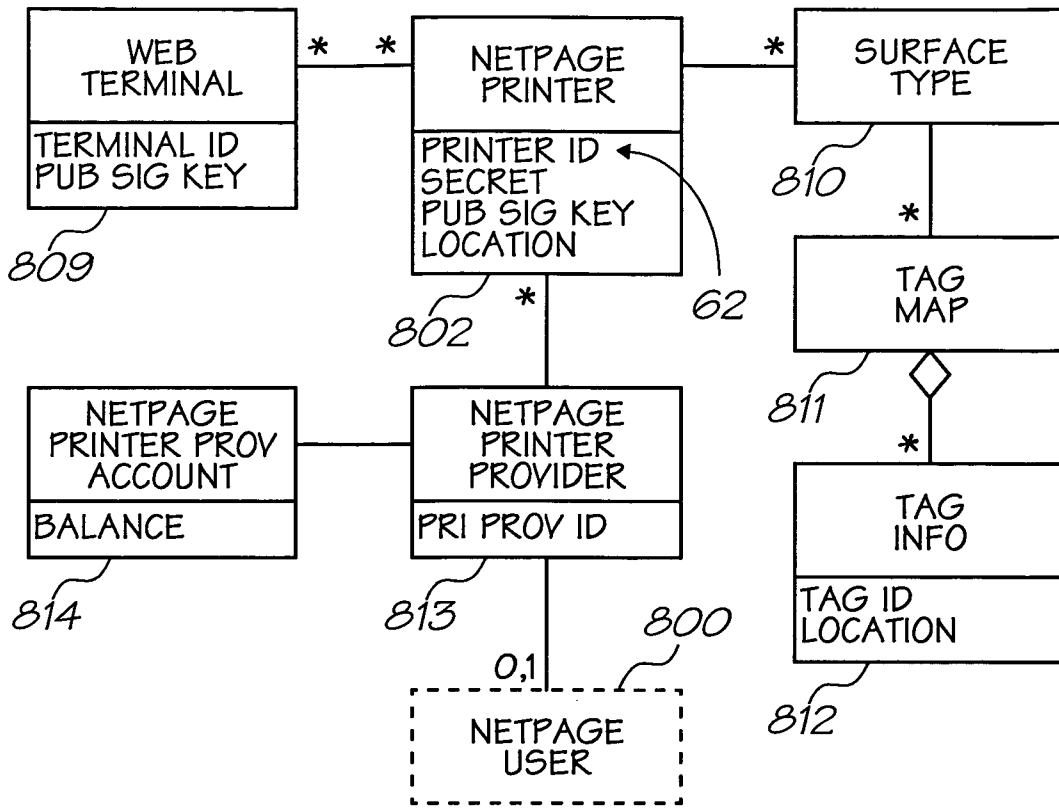 WEB
TERMINAL
TERMINAL ID
PUB SIG KEY
809
*
*
NETPAGE
PRINTER
PRINTER ID
SECRET
PUB SIG KEY
LOCATION
802
62
*
*
SURFACE
TYPE
810
*
TAG
MAP
811
*
TAG
INFO
TAG ID
LOCATION
812
NETPAGE
PRINTER PROV
ACCOUNT
BALANCE
814
NETPAGE
PRINTER
PROVIDER
PRI PROV ID
813
0,1
800
NETPAGE
USER